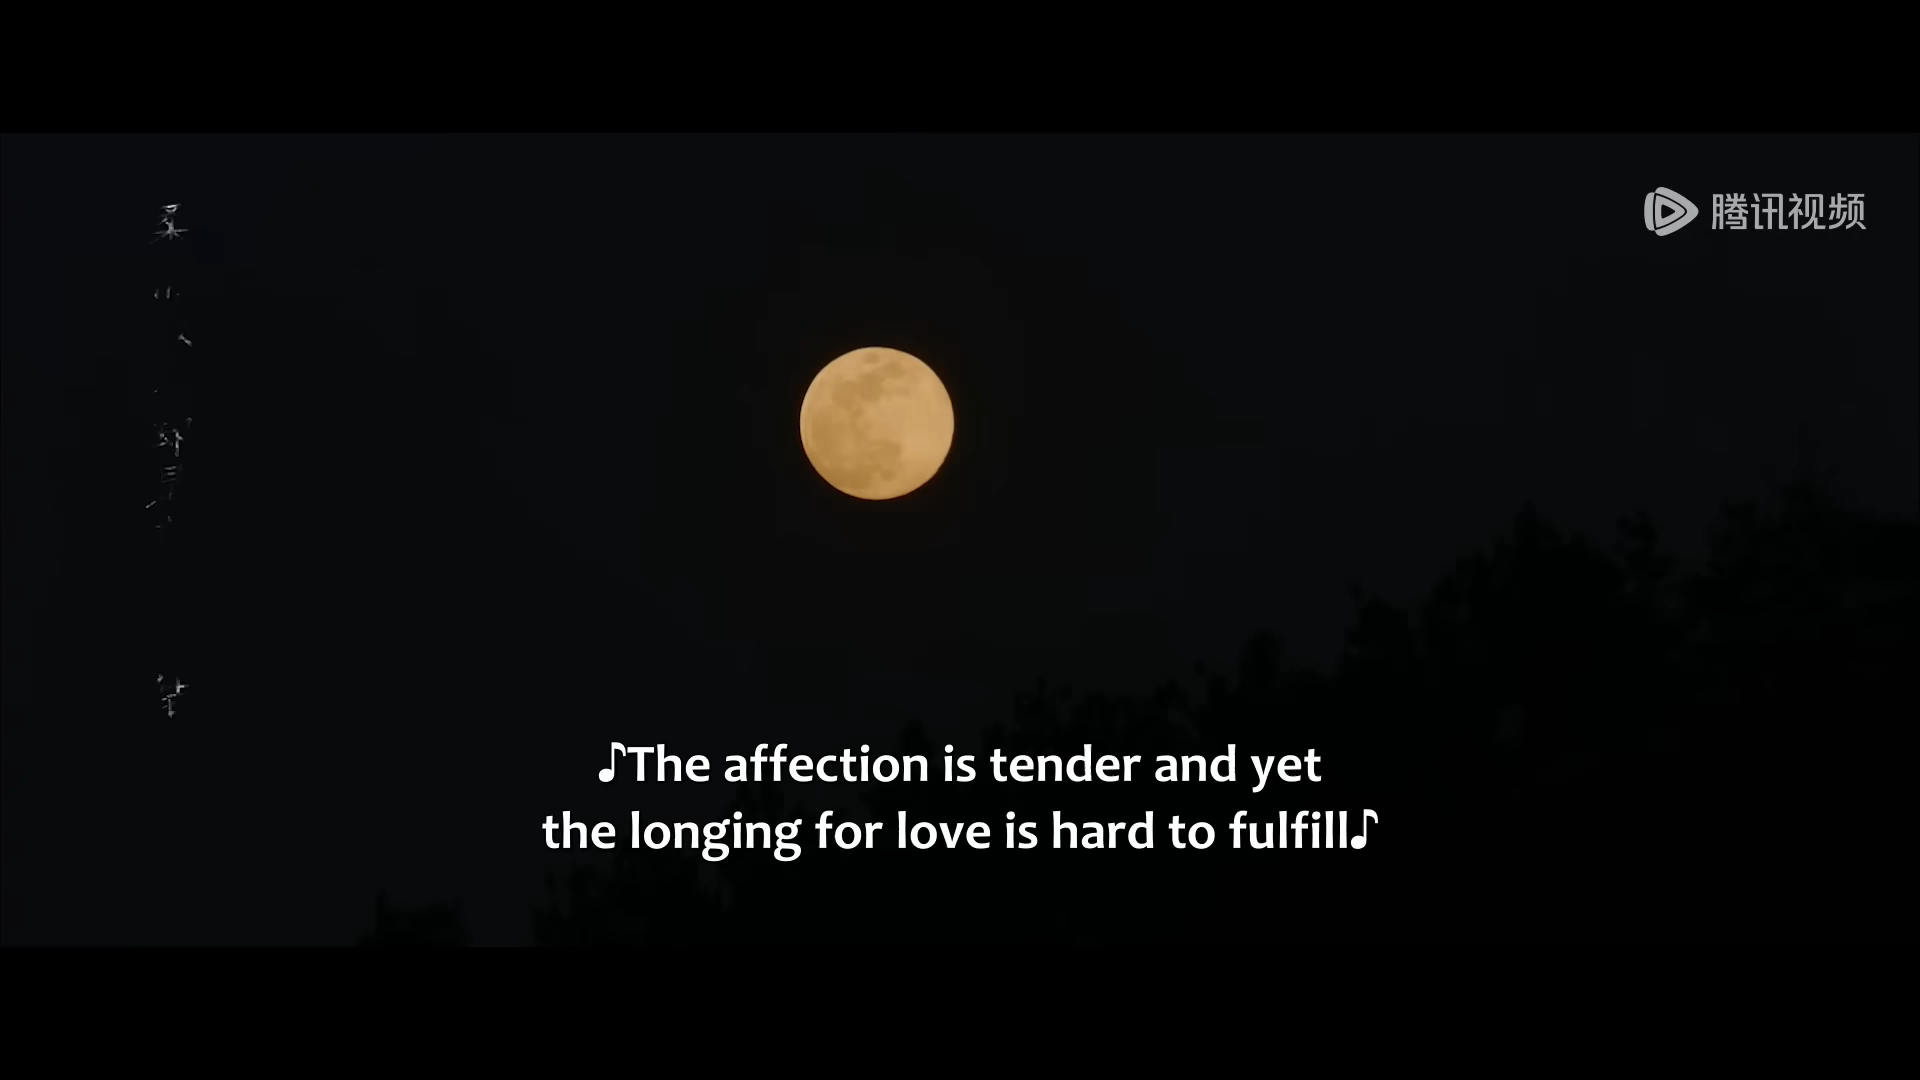 腾讯视频
♪The affection is tender and yet
the longing for love is hard to fulfill♪